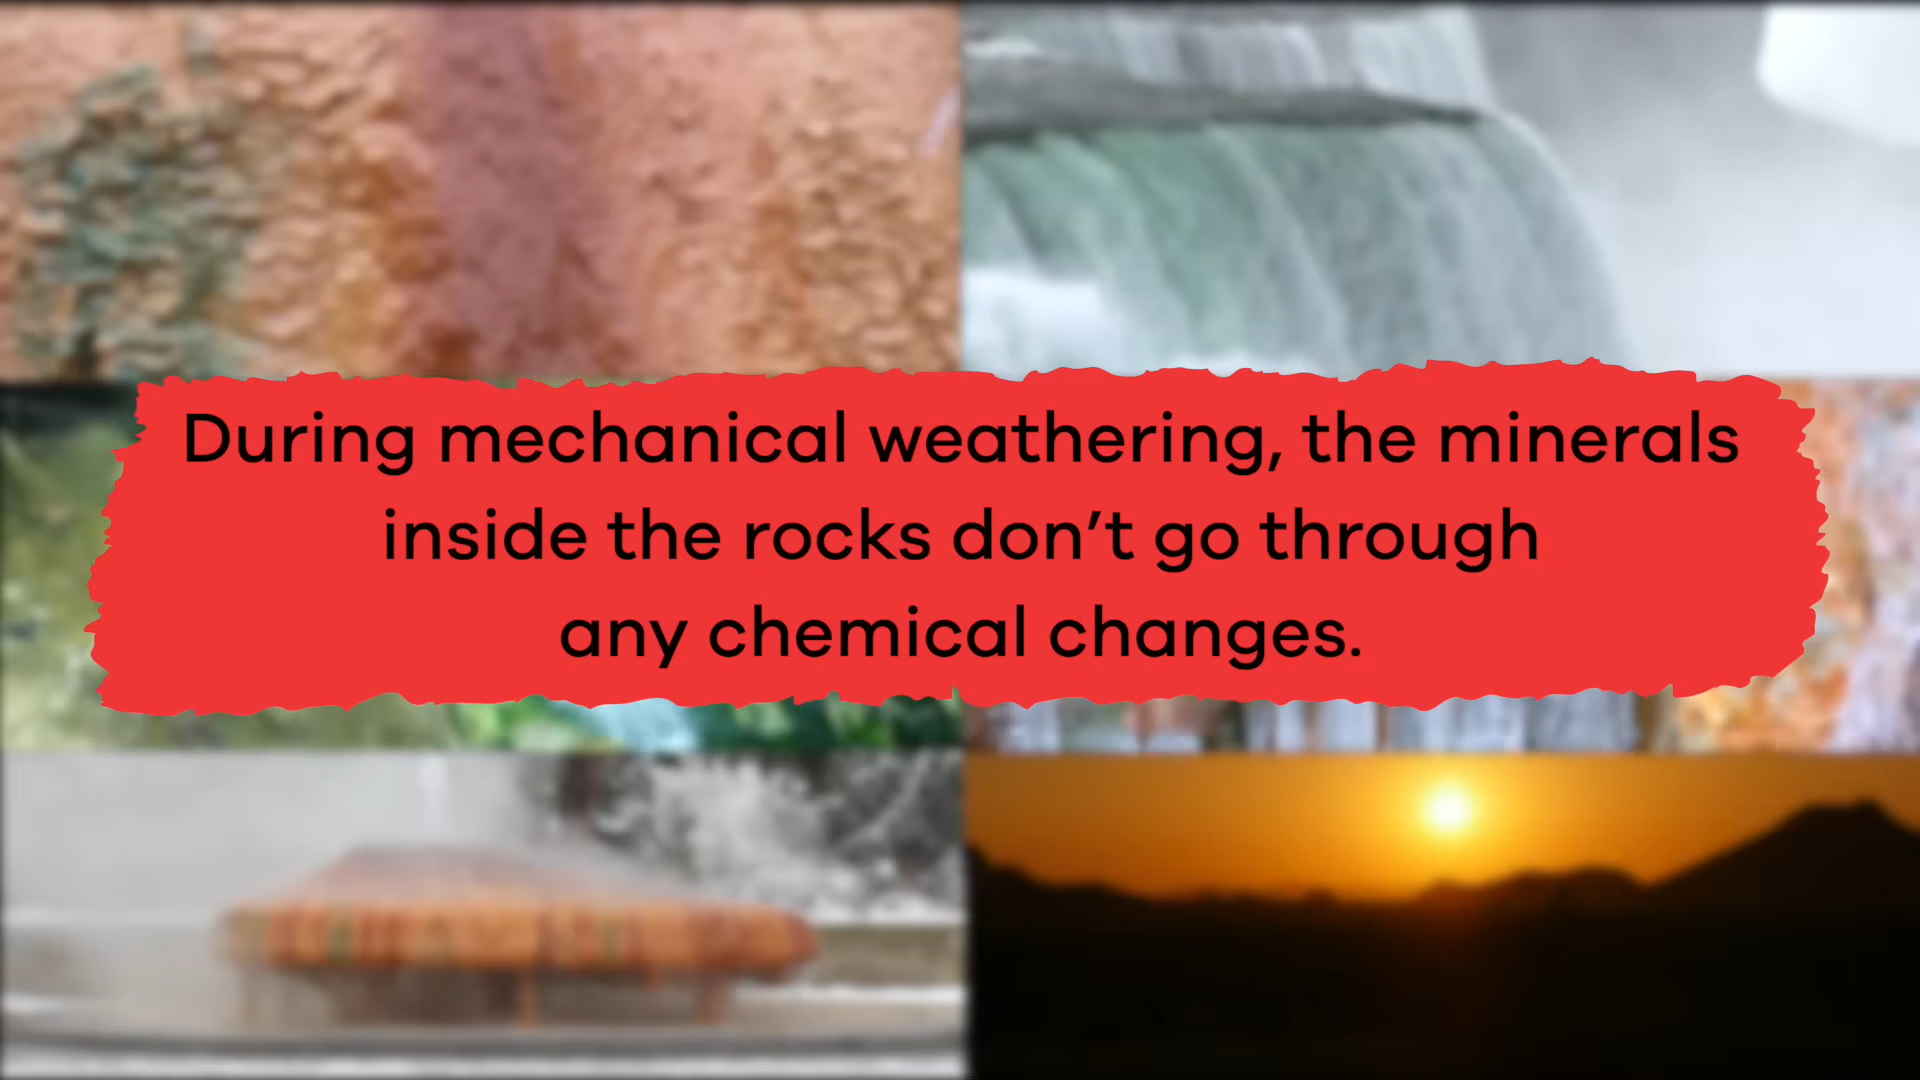 During mechanical weathering, the minerals
inside the rocks don’t go through
any chemical changes.